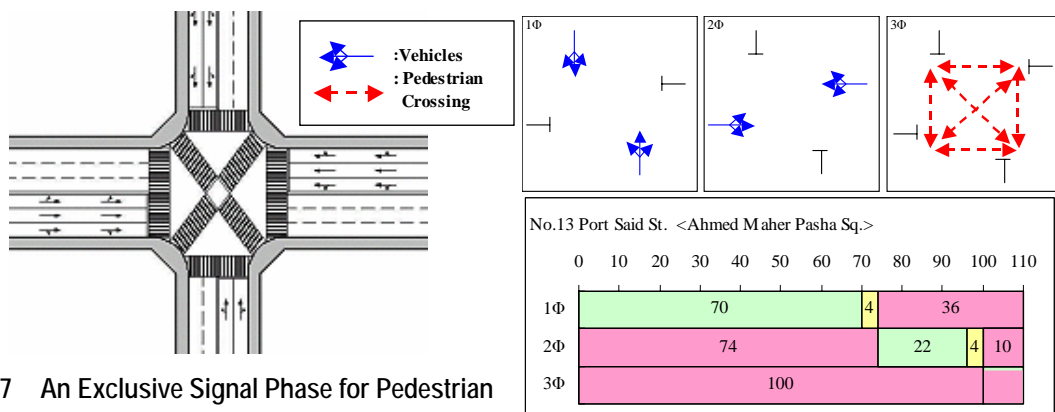 :Vehicles
: Pedestrian
Crossing
1Φ
2Φ
3Φ
No.13 Port Said St. <Ahmed Maher Pasha Sq.>
0 10 20 30 40 50 60 70 80 90 100 110
1Φ 70 4 36
2Φ 74 22 4 10
3Φ 100
7 An Exclusive Signal Phase for Pedestrian